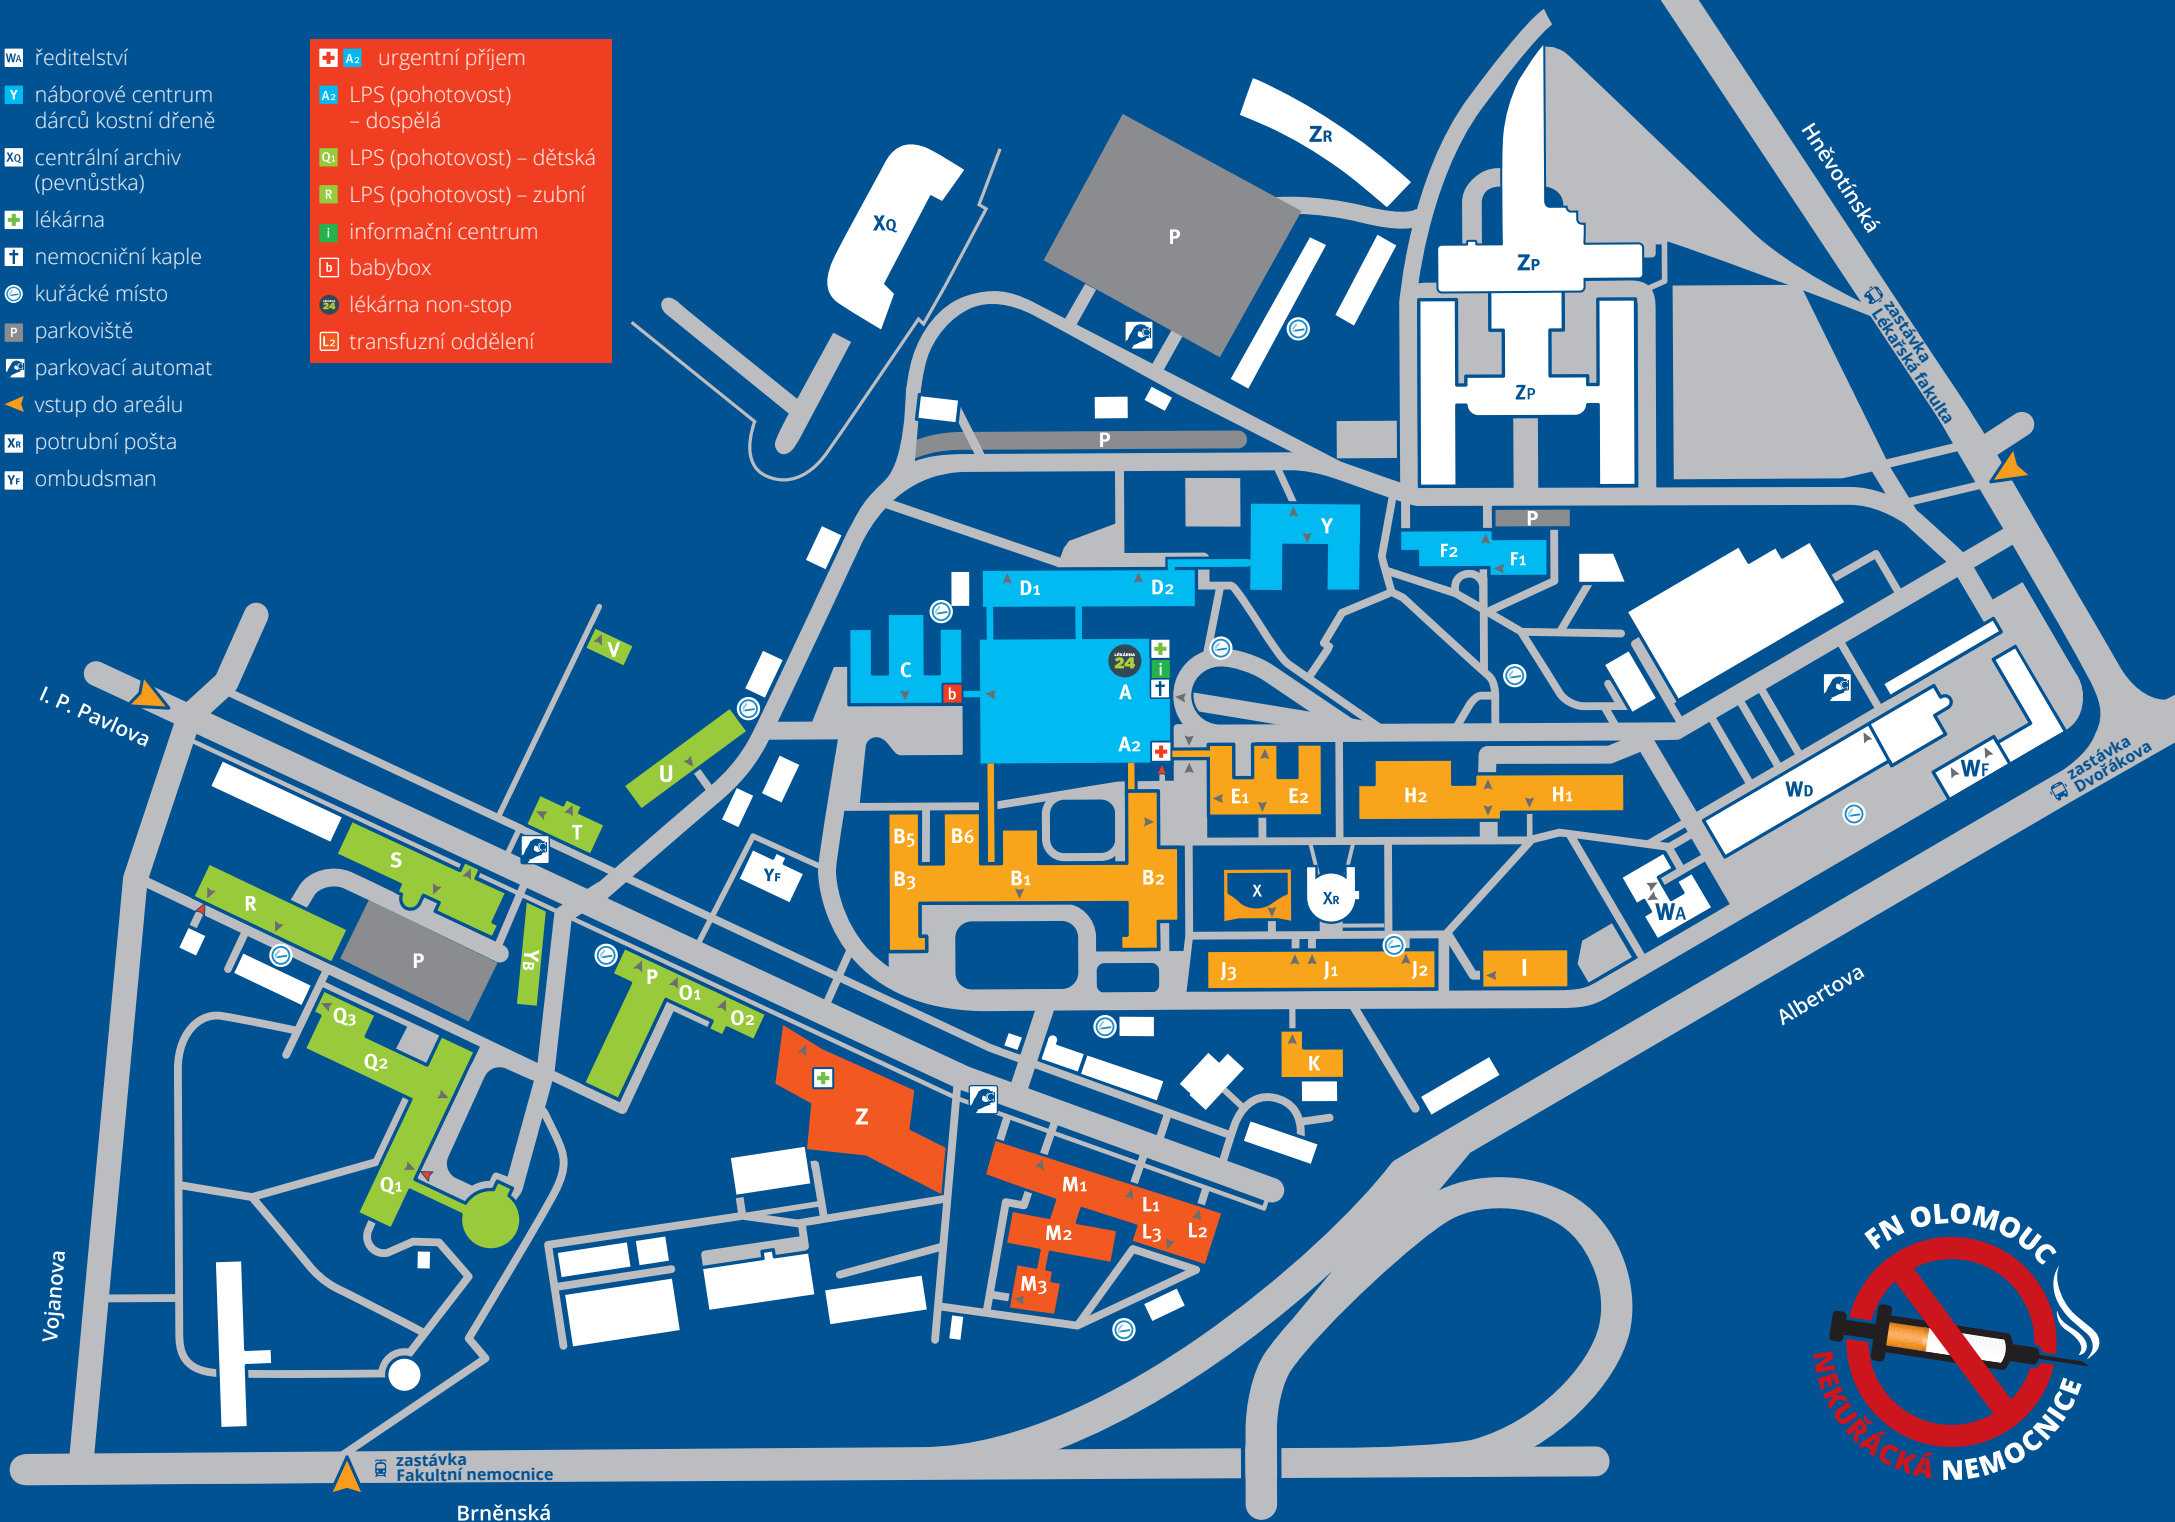 WA ředitelství
Y náborové centrum
dárců kostní dřeně
XQ centrální archiv
(pevnůstka)
lékárna
nemocniční kaple
kuřácké místo
P parkoviště
parkovací automat
vstup do areálu
XR potrubní pošta
YF ombudsman
A2 urgentní příjem
A2 LPS (pohotovost)
– dospělá
Q1 LPS (pohotovost) – dětská
R LPS (pohotovost) – zubní
i informační centrum
b babybox
LÉKÁRNA 24 lékárna non-stop
L2 transfuzní oddělení
ZR
XQ
P
Hněvotínská
ZP
zastávka
Lékařská fakulta
ZP
P
P
Y
F2
F1
D1
D2
C
b
LÉKÁRNA
24
i
A
A2
V
I. P. Pavlova
U
T
S
R
P
YB
YF
B5
B6
B3
B1
B2
E1
E2
H2
H1
X
XR
WD
WF
WA
zastávka
Dvořákova
J3
J1
J2
I
Albertova
K
P
O1
O2
Q3
Q2
Q1
Z
M1
M2
M3
L1
L3
L2
Vojanova
zastávka
Fakultní nemocnice
Brněnská
FN OLOMOUC
NEKUŘÁCKÁ NEMOCNICE